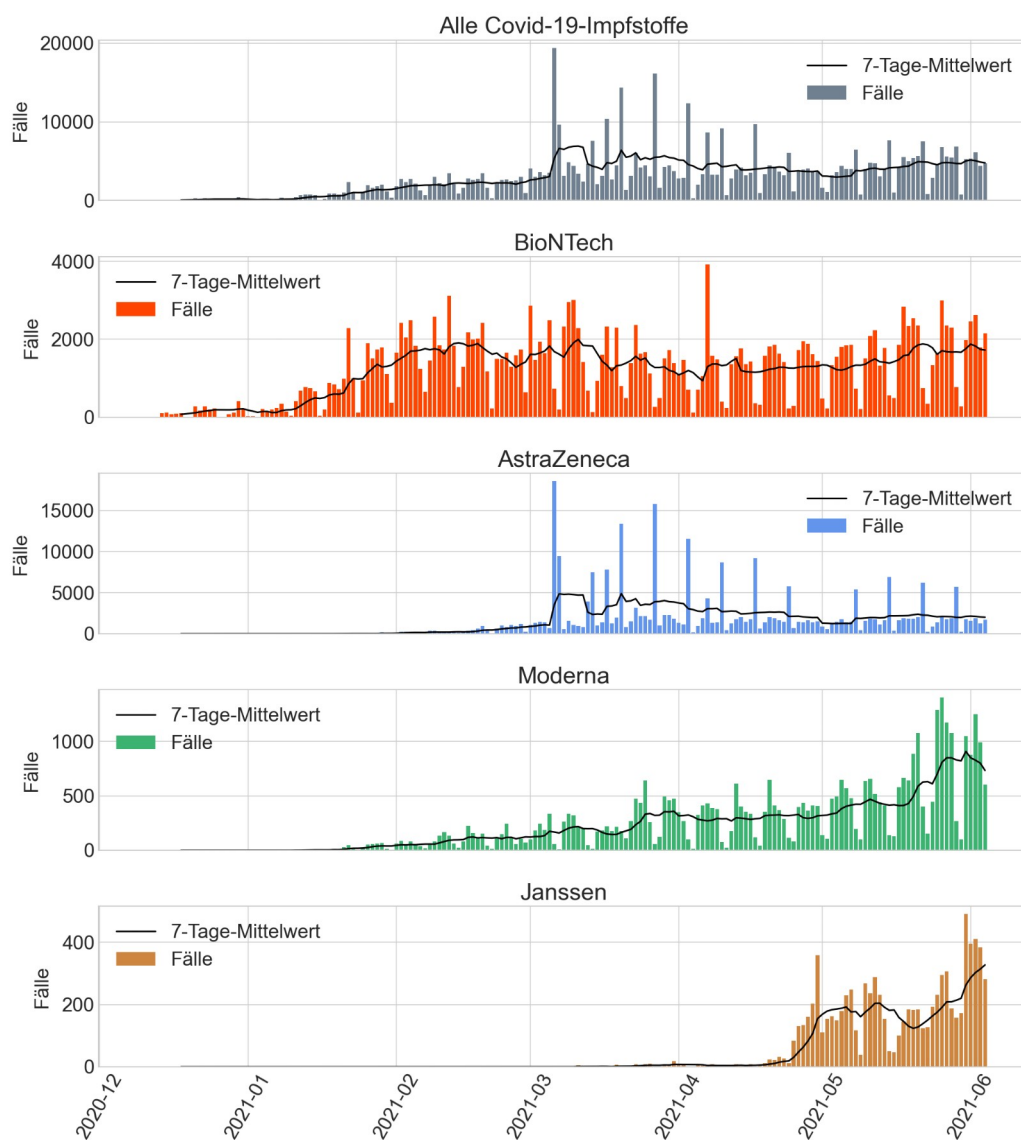 Alle Covid-19-Impfstoffe
20000
10000
0
Fälle
7-Tage-Mittelwert
Fälle
BioNTech
4000
2000
0
Fälle
7-Tage-Mittelwert
Fälle
AstraZeneca
15000
10000
5000
0
Fälle
7-Tage-Mittelwert
Fälle
Moderna
1000
500
0
Fälle
7-Tage-Mittelwert
Fälle
Janssen
400
200
0
Fälle
7-Tage-Mittelwert
Fälle
2020-12
2021-01
2021-02
2021-03
2021-04
2021-05
2021-06